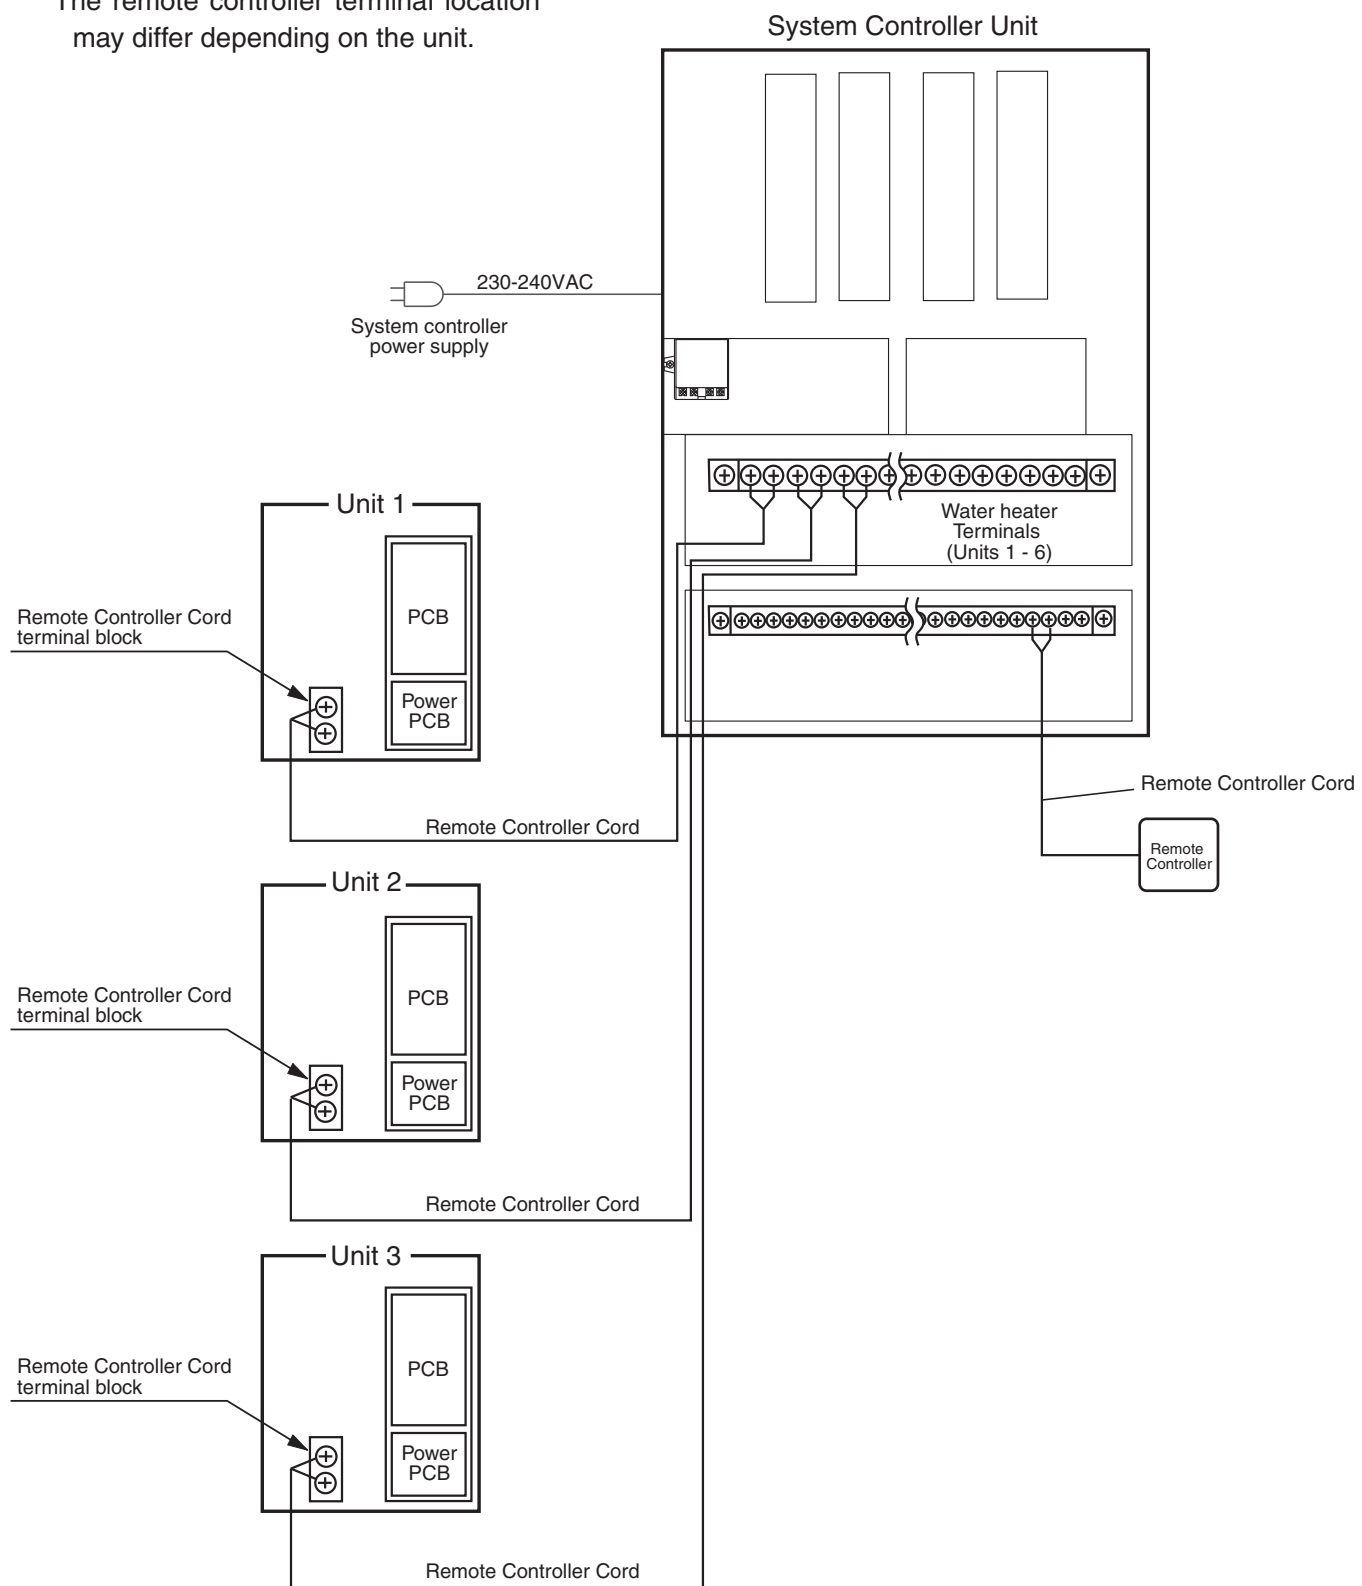 The remote controller terminal location
may differ depending on the unit.
System Controller Unit
230-240VAC
System controller
power supply
Water heater
Terminals
(Units 1 - 6)
Unit 1
PCB
Power
PCB
Remote Controller Cord
terminal block
Remote Controller Cord
Remote Controller Cord
Remote
Controller
Unit 2
PCB
Power
PCB
Remote Controller Cord
terminal block
Remote Controller Cord
Unit 3
PCB
Power
PCB
Remote Controller Cord
terminal block
Remote Controller Cord